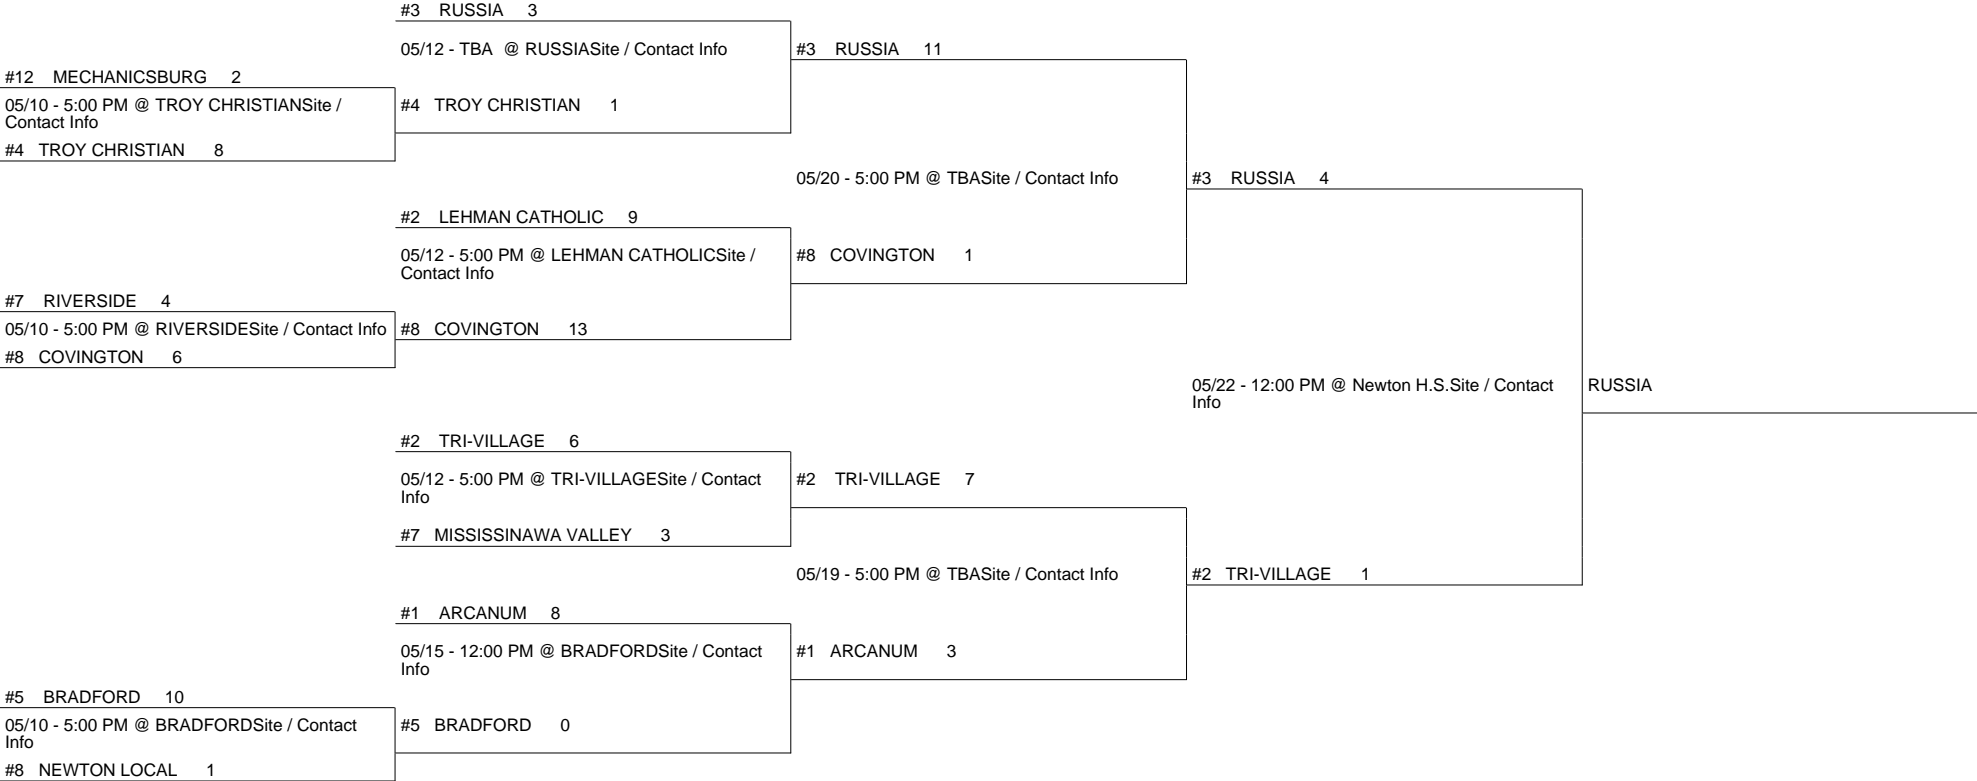 #3 RUSSIA 3
05/12 - TBA @ RUSSIASite / Contact Info
#3 RUSSIA 11
#12 MECHANICSBURG 2
05/10 - 5:00 PM @ TROY CHRISTIANSite /
Contact Info
#4 TROY CHRISTIAN 1
#4 TROY CHRISTIAN 8
05/20 - 5:00 PM @ TBASite / Contact Info
#3 RUSSIA 4
#2 LEHMAN CATHOLIC 9
05/12 - 5:00 PM @ LEHMAN CATHOLICSite /
Contact Info
#8 COVINGTON 1
#7 RIVERSIDE 4
05/10 - 5:00 PM @ RIVERSIDESite / Contact Info
#8 COVINGTON 13
#8 COVINGTON 6
05/22 - 12:00 PM @ Newton H.S.Site / Contact
Info
RUSSIA
#2 TRI-VILLAGE 6
05/12 - 5:00 PM @ TRI-VILLAGESite / Contact
Info
#2 TRI-VILLAGE 7
#7 MISSISSINAWA VALLEY 3
05/19 - 5:00 PM @ TBASite / Contact Info
#2 TRI-VILLAGE 1
#1 ARCANUM 8
05/15 - 12:00 PM @ BRADFORDSite / Contact
Info
#1 ARCANUM 3
#5 BRADFORD 10
05/10 - 5:00 PM @ BRADFORDSite / Contact
Info
#5 BRADFORD 0
#8 NEWTON LOCAL 1